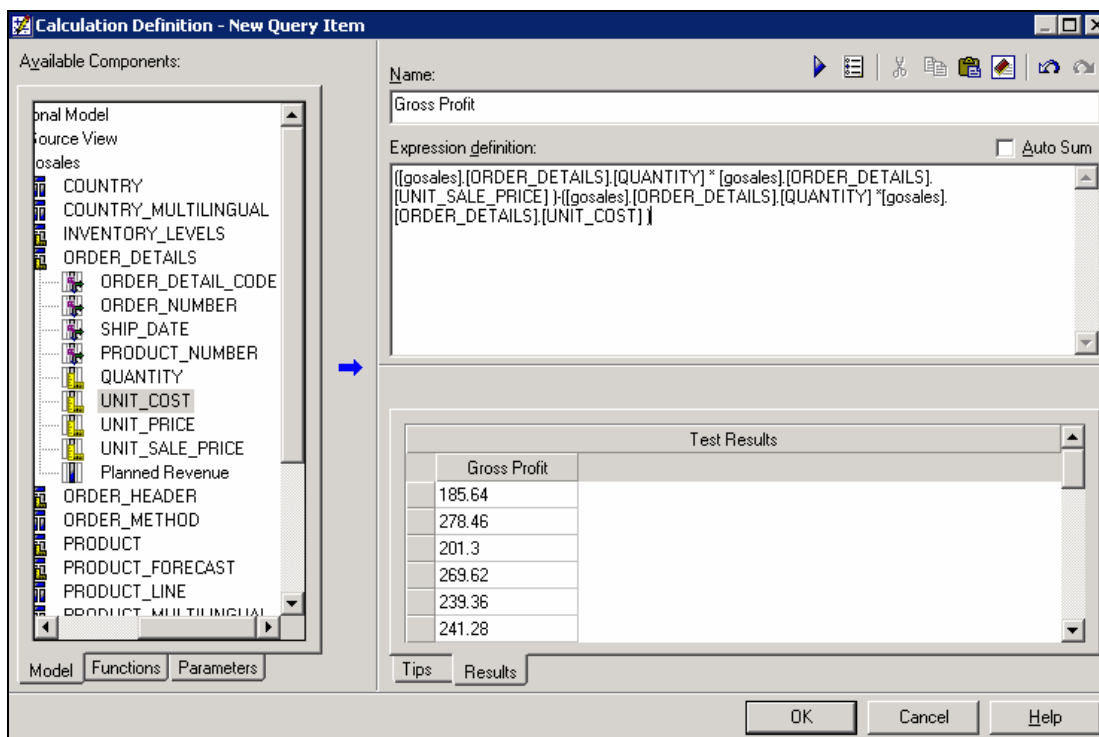 Calculation Definition - New Query Item
Available Components:
onal Model
ource View
osales
COUNTRY
COUNTRY_MULTILINGUAL
INVENTORY_LEVELS
ORDER_DETAILS
ORDER_DETAIL_CODE
ORDER_NUMBER
SHIP_DATE
PRODUCT_NUMBER
QUANTITY
UNIT_COST
UNIT_PRICE
UNIT_SALE_PRICE
Planned Revenue
ORDER_HEADER
ORDER_METHOD
PRODUCT
PRODUCT_FORECAST
PRODUCT_LINE
PRODUCT_MULTILINGUAL
Model Functions Parameters
Name:
Gross Profit
Expression definition:
Auto Sum
([gosales].[ORDER_DETAILS].[QUANTITY] * [gosales].[ORDER_DETAILS].
[UNIT_SALE_PRICE] )-([gosales].[ORDER_DETAILS].[QUANTITY] *[gosales].
[ORDER_DETAILS].[UNIT_COST] )
Test Results
Gross Profit
185.64
278.46
201.3
269.62
239.36
241.28
Tips Results
OK Cancel Help